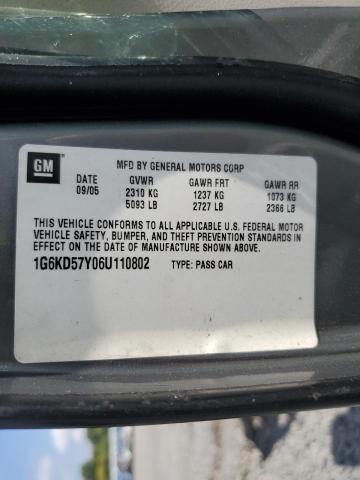 GM
MFD BY GENERAL MOTORS CORP
DATE GVWR GAWR FRT GAWR RR
09/05 2310 KG 1237 KG 1073 KG
5093 LB 2727 LB 2366 LB
THIS VEHICLE CONFORMS TO ALL APPLICABLE U.S. FEDERAL MOTOR
VEHICLE SAFETY, BUMPER, AND THEFT PREVENTION STANDARDS
IN EFFECT ON THE DATE OF MANUFACTURE SHOWN ABOVE.
1G6KD57Y06U110802 TYPE: PASS CAR